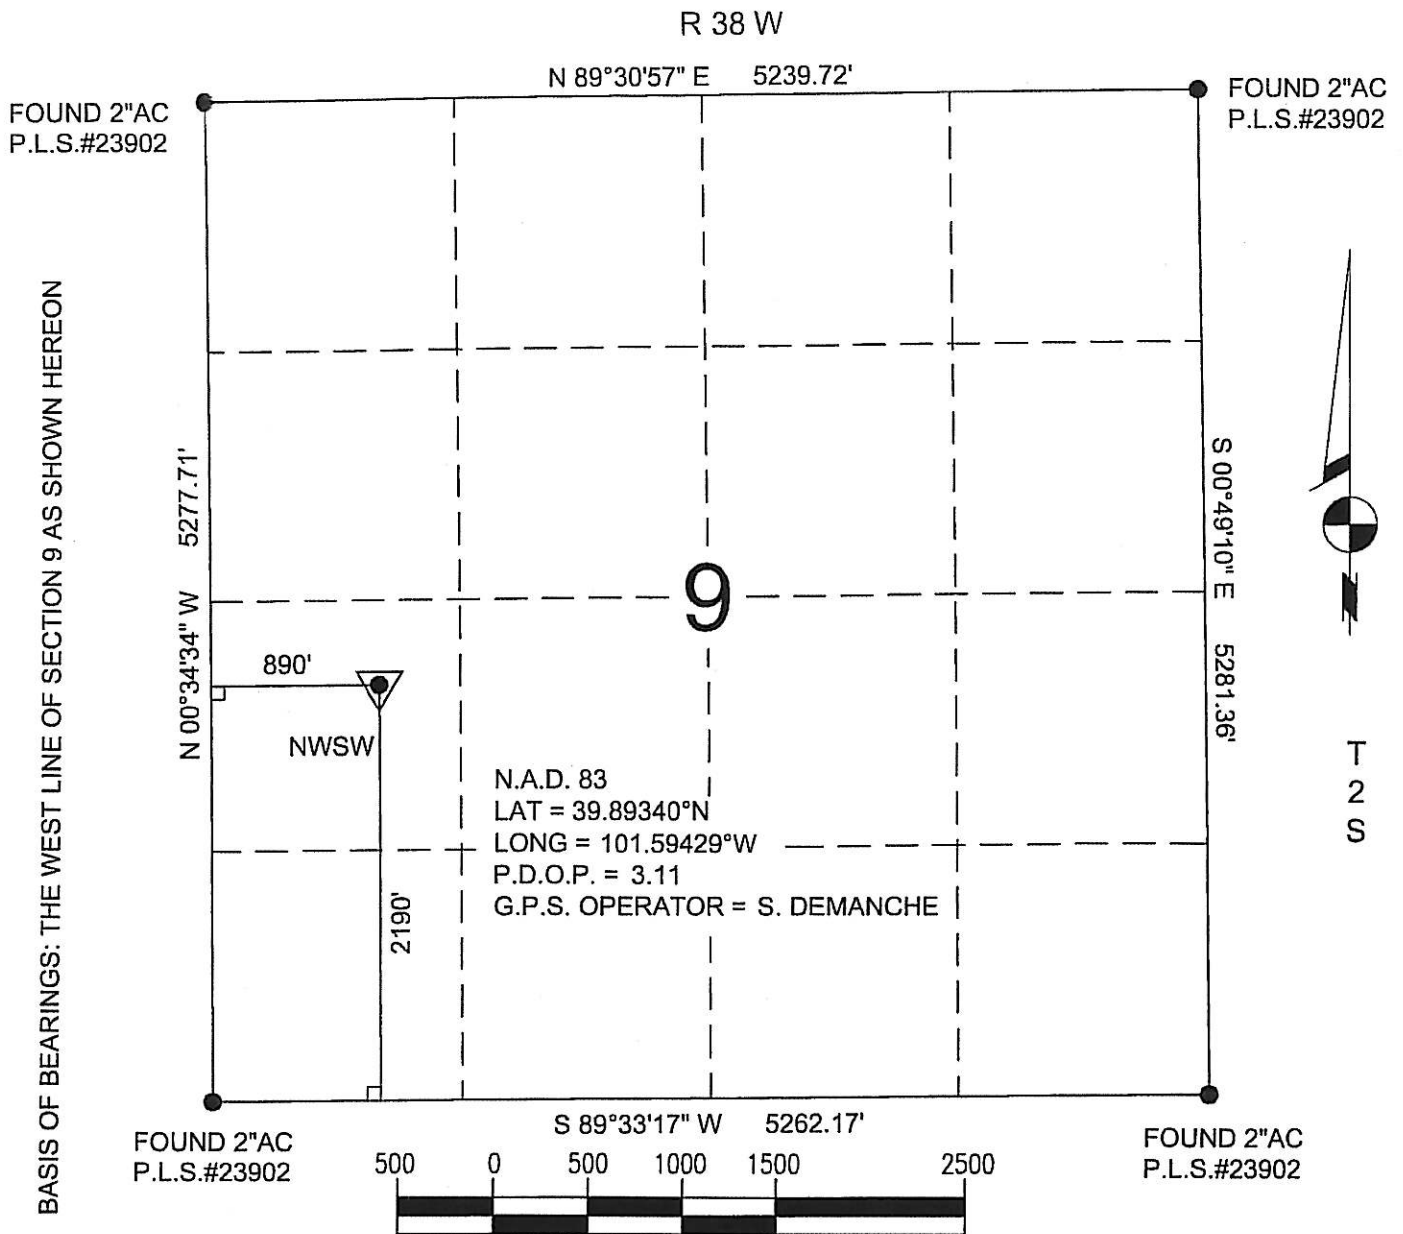 R 38 W
N 89°30'57" E 5239.72'
FOUND 2"AC
P.L.S.#23902
FOUND 2"AC
P.L.S.#23902
BASIS OF BEARINGS: THE WEST LINE OF SECTION 9 AS SHOWN HEREON
N 00°34'34" W 5277.71'
S 00°49'10" E 5281.36'
9
890'
NWSW
2190'
N.A.D. 83
LAT = 39.89340°N
LONG = 101.59429°W
P.D.O.P. = 3.11
G.P.S. OPERATOR = S. DEMANCHE
N
T
2
S
S 89°33'17" W 5262.17'
FOUND 2"AC
P.L.S.#23902
FOUND 2"AC
P.L.S.#23902
500 0 500 1000 1500 2500